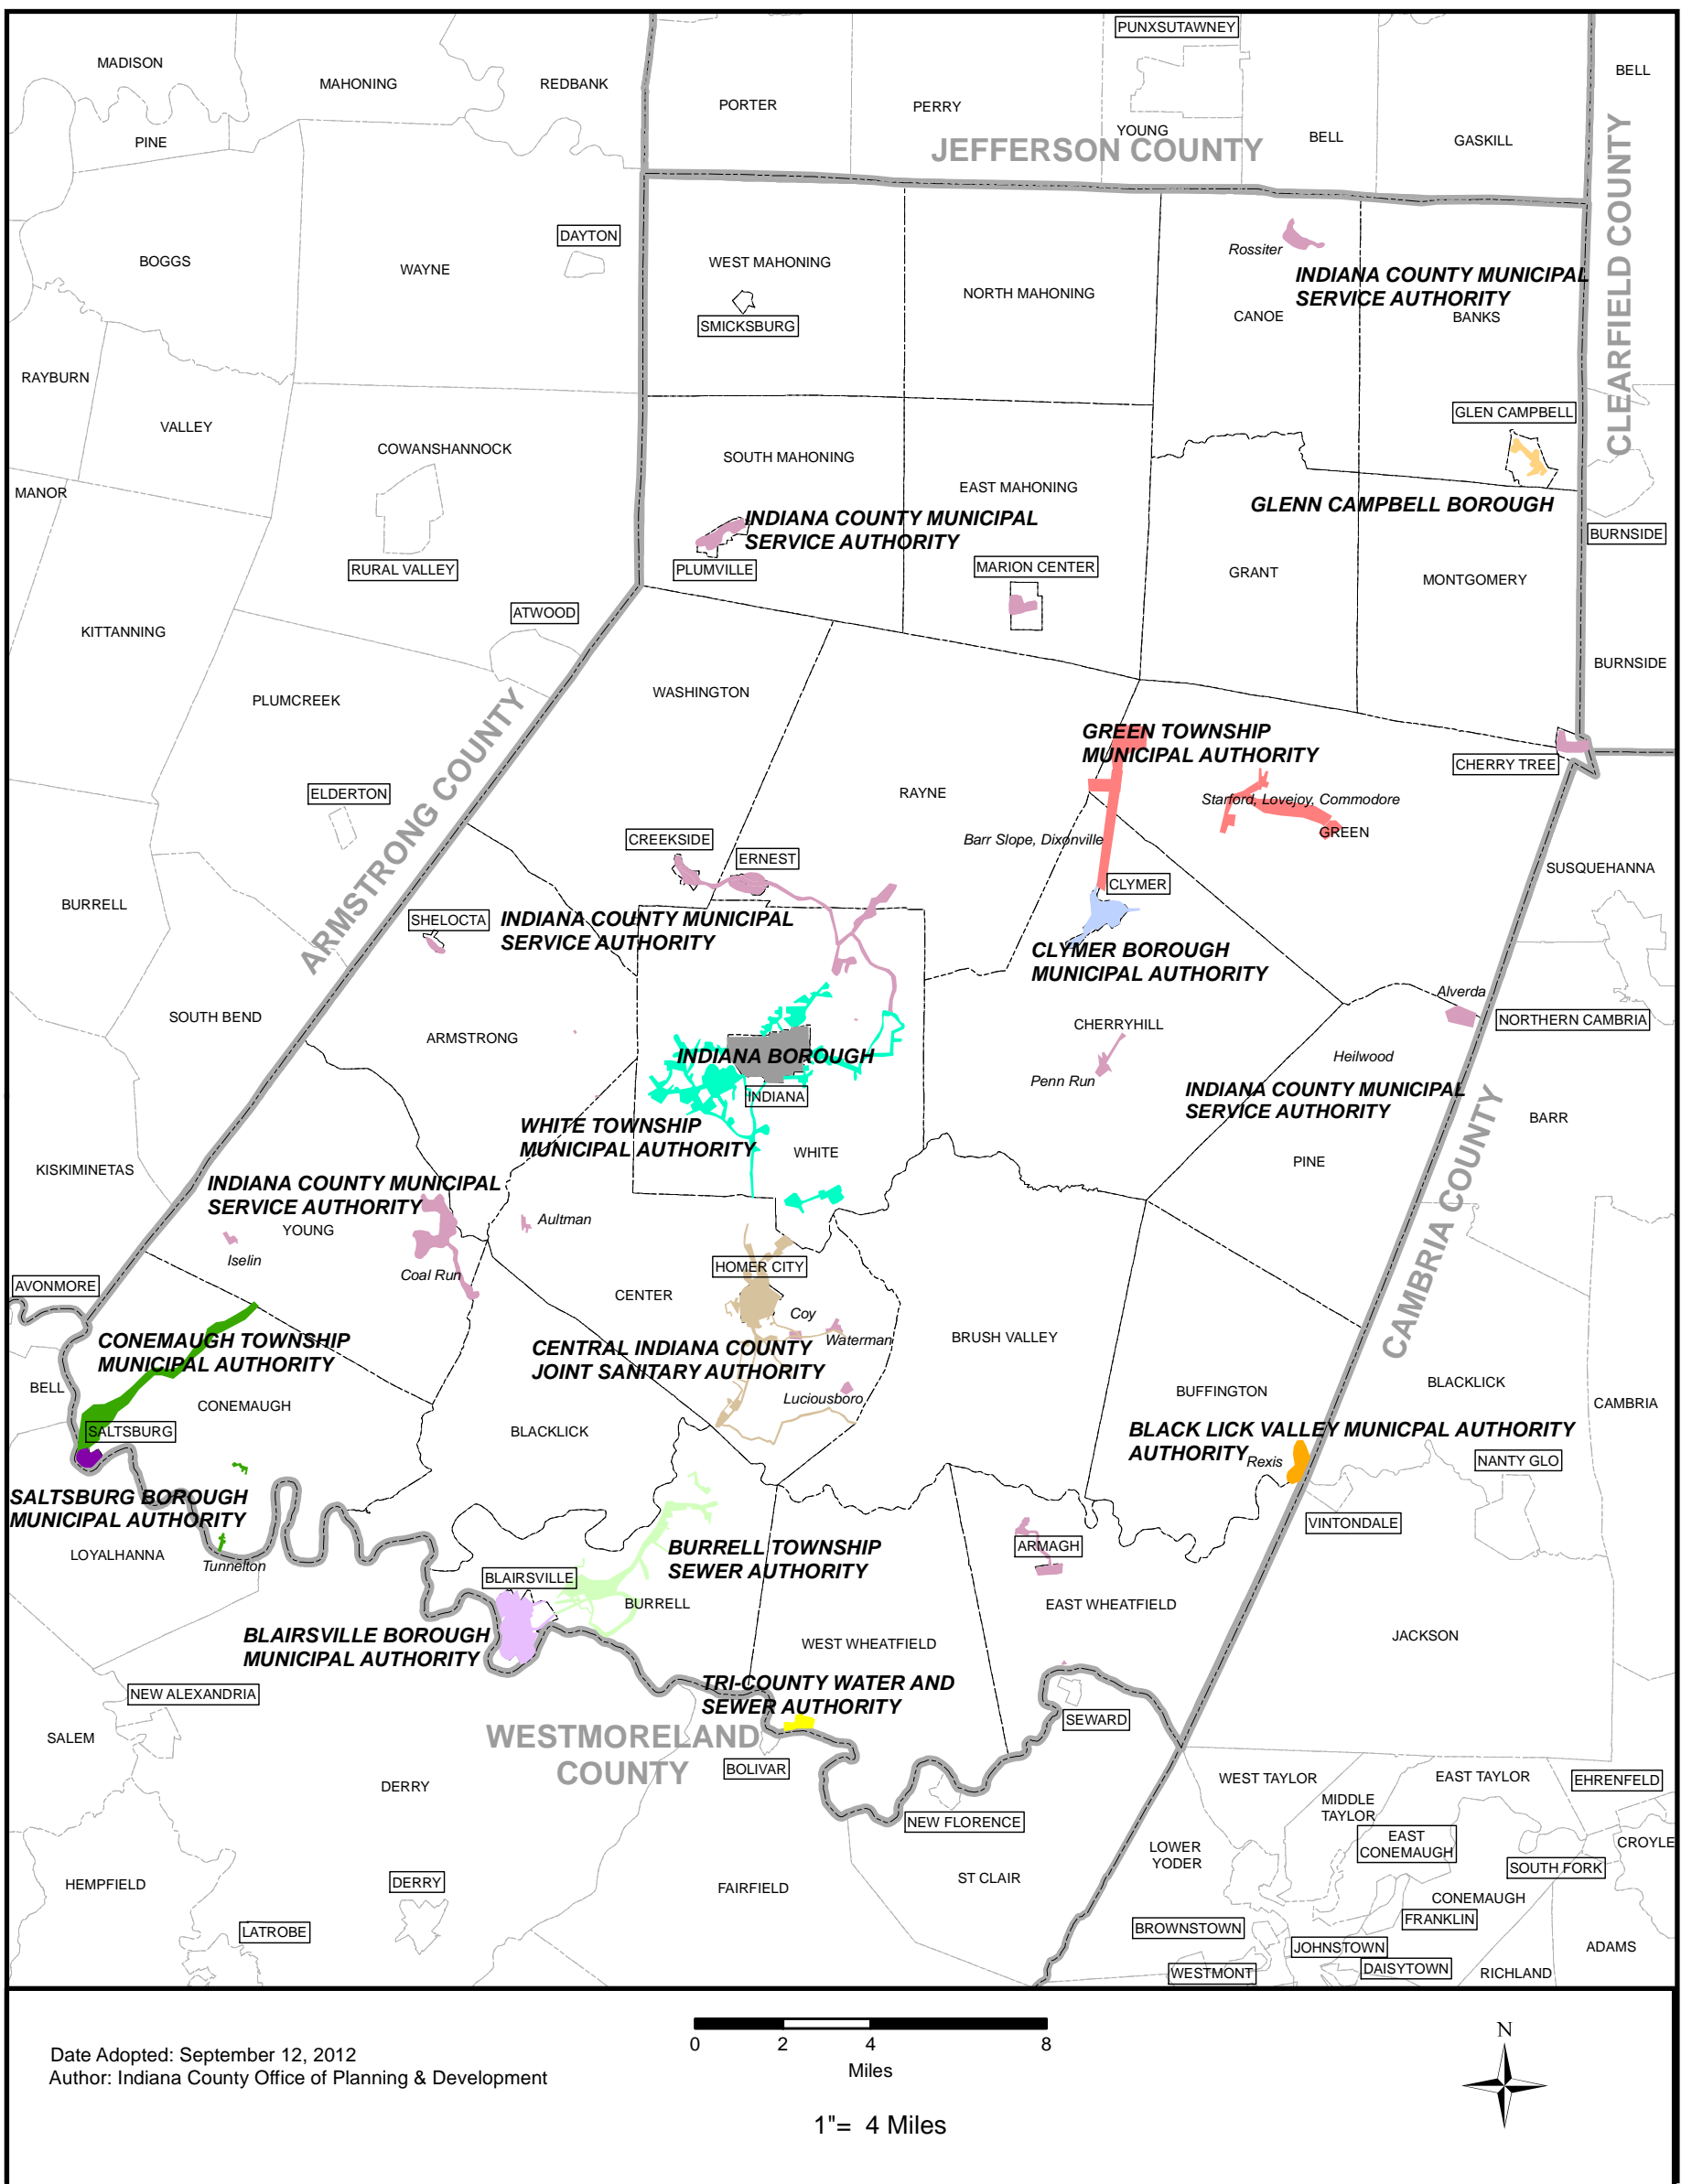 PUNXSUTAWNEY
MADISON
MAHONING
REDBANK
BELL
PORTER
PERRY
YOUNG
BELL
GASKILL
PINE
JEFFERSON COUNTY
CLEARFIELD COUNTY
DAYTON
BOGGS
WAYNE
WEST MAHONING
NORTH MAHONING
Rossiter
INDIANA COUNTY MUNICIPAL
SERVICE AUTHORITY
SMICKSBURG
CANOE
BANKS
RAYBURN
VALLEY
COWANSHANNOCK
GLEN CAMPBELL
SOUTH MAHONING
EAST MAHONING
MANOR
GLENN CAMPBELL BOROUGH
INDIANA COUNTY MUNICIPAL
SERVICE AUTHORITY
BURNSIDE
RURAL VALLEY
PLUMVILLE
MARION CENTER
GRANT
MONTGOMERY
ATWOOD
KITTANNING
BURNSIDE
PLUMCREEK
WASHINGTON
ARMSTRONG COUNTY
GREEN TOWNSHIP
MUNICIPAL AUTHORITY
CHERRY TREE
ELDERTON
RAYNE
Starford, Lovejoy, Commodore
GREEN
CREEKSIDE
ERNEST
Barr Slope, Dixonville
SUSQUEHANNA
CLYMER
BURRELL
SHELOCTA
INDIANA COUNTY MUNICIPAL
SERVICE AUTHORITY
CLYMER BOROUGH
MUNICIPAL AUTHORITY
Alverda
NORTHERN CAMBRIA
SOUTH BEND
ARMSTRONG
CHERRYHILL
INDIANA BOROUGH
Heilwood
Penn Run
INDIANA
INDIANA COUNTY MUNICIPAL
SERVICE AUTHORITY
BARR
WHITE TOWNSHIP
MUNICIPAL AUTHORITY
WHITE
PINE
KISKIMINETAS
INDIANA COUNTY MUNICIPAL
SERVICE AUTHORITY
YOUNG
Aultman
Iselin
Coal Run
HOMER CITY
CAMBRIA COUNTY
AVONMORE
CENTER
Coy
Waterman
BRUSH VALLEY
CONEMAUGH TOWNSHIP
MUNICIPAL AUTHORITY
CENTRAL INDIANA COUNTY
JOINT SANITARY AUTHORITY
BELL
CONEMAUGH
Luciousboro
BUFFINGTON
BLACKLICK
CAMBRIA
SALTSBURG
BLACKLICK
BLACK LICK VALLEY MUNICPAL AUTHORITY
AUTHORITY
Rexis
NANTY GLO
SALTSBURG BOROUGH
MUNICIPAL AUTHORITY
VINTONDALE
LOYALHANNA
Tunnelton
BURRELL TOWNSHIP
SEWER AUTHORITY
ARMAGH
BLAIRSVILLE
BURRELL
EAST WHEATFIELD
BLAIRSVILLE BOROUGH
MUNICIPAL AUTHORITY
WEST WHEATFIELD
JACKSON
TRI-COUNTY WATER AND
SEWER AUTHORITY
NEW ALEXANDRIA
SEWARD
SALEM
WESTMORELAND
COUNTY
BOLIVAR
DERRY
WEST TAYLOR
EAST TAYLOR
EHRENFELD
MIDDLE
TAYLOR
NEW FLORENCE
EAST
CONEMAUGH
CROYLE
LOWER
YODER
SOUTH FORK
HEMPFIELD
DERRY
FAIRFIELD
ST CLAIR
CONEMAUGH
FRANKLIN
LATROBE
BROWNSTOWN
JOHNSTOWN
ADAMS
WESTMONT
DAISYTOWN
RICHLAND
Date Adopted: September 12, 2012
Author: Indiana County Office of Planning & Development
0 2 4 8
Miles
1"= 4 Miles
N